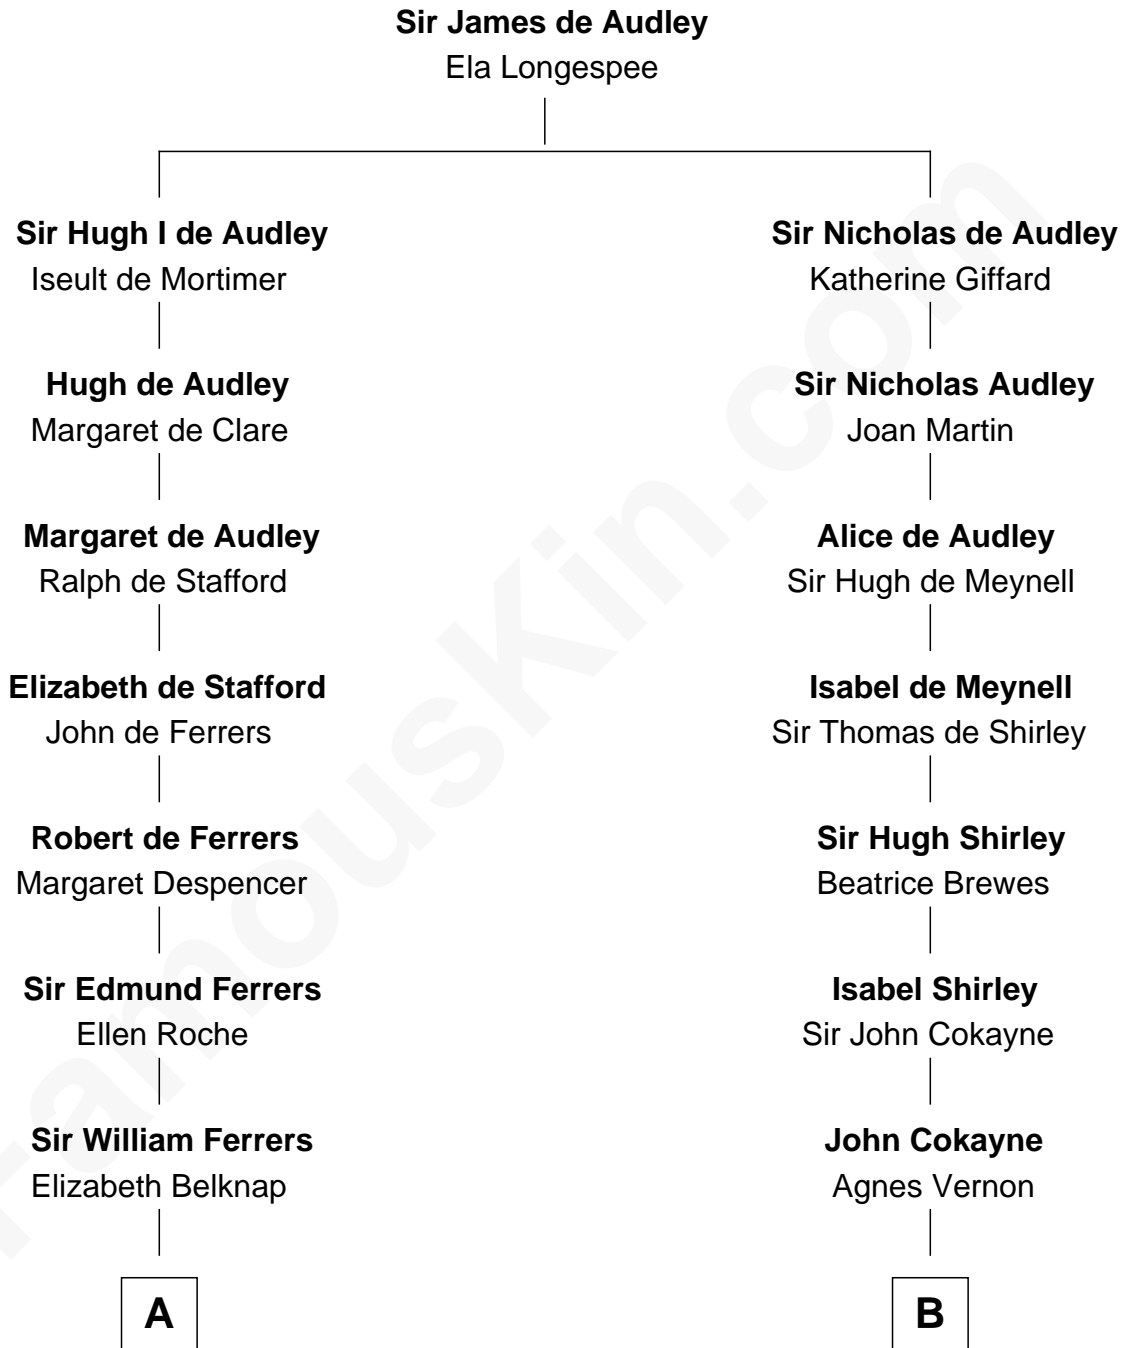 Sir James de Audley
Ela Longespee
Sir Hugh I de Audley
Iseult de Mortimer
Sir Nicholas de Audley
Katherine Giffard
Hugh de Audley
Margaret de Clare
Sir Nicholas Audley
Joan Martin
Margaret de Audley
Ralph de Stafford
Alice de Audley
Sir Hugh de Meynell
Elizabeth de Stafford
John de Ferrers
Isabel de Meynell
Sir Thomas de Shirley
Robert de Ferrers
Margaret Despencer
Sir Hugh Shirley
Beatrice Brewes
Sir Edmund Ferrers
Ellen Roche
Isabel Shirley
Sir John Cokayne
Sir William Ferrers
Elizabeth Belknap
John Cokayne
Agnes Vernon
A
B
FamousKin.com